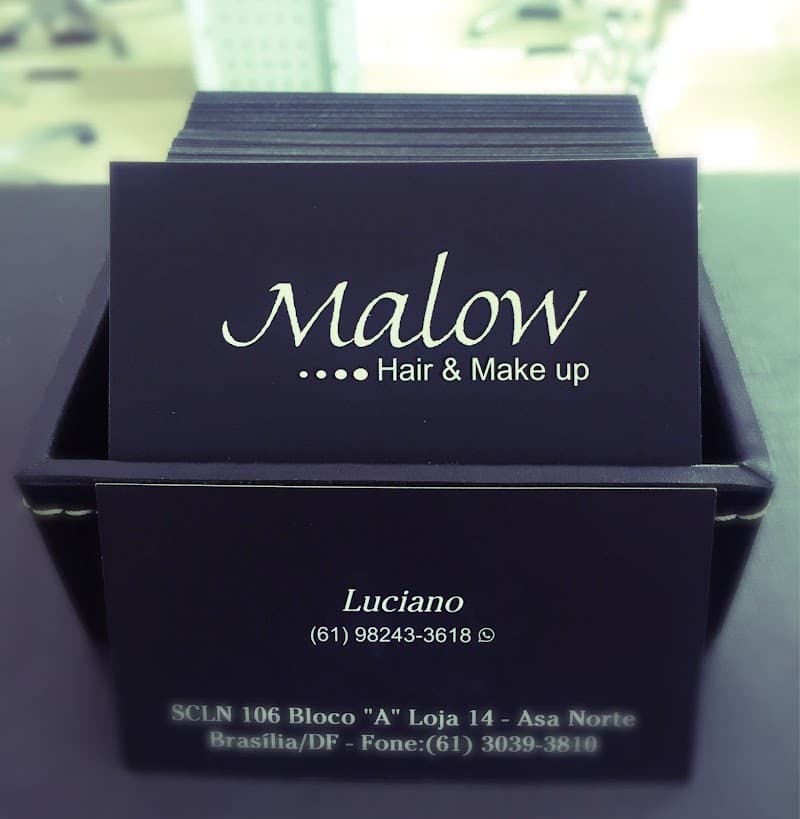 Malow
Hair & Make up
Luciano
(61) 98243-3618
SCLN 106 Bloco "A" Loja 14 - Asa Norte
Brasília/DF - Fone:(61) 3039-3810